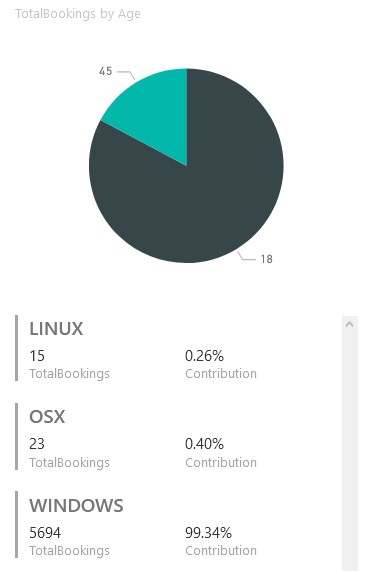 TotalBookings by Age
45
18
LINUX
15 0.26%
TotalBookings Contribution
OSX
23 0.40%
TotalBookings Contribution
WINDOWS
5694 99.34%
TotalBookings Contribution